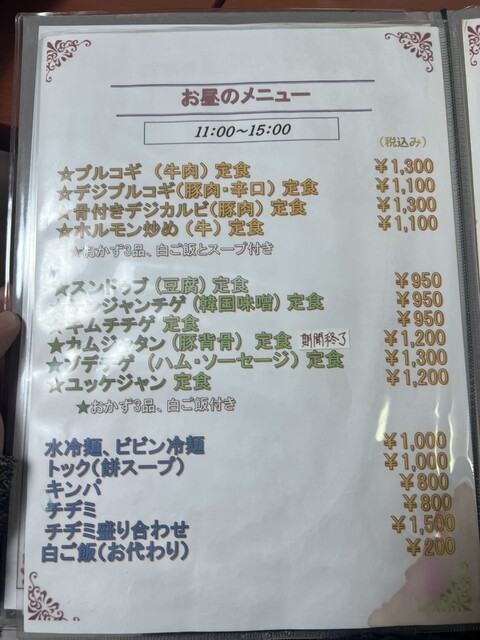 お昼のメニュー
11:00~15:00
(税込み)
★プルコギ (牛肉) 定食 ¥1,300
★デジプルコギ(豚肉・辛口) 定食 ¥1,100
★骨付きデジカルビ(豚肉) 定食 ¥1,300
★ホルモン炒め (牛) 定食 ¥1,100
★おかず3品、白ご飯とスープ付き
★スンドゥブ (豆腐) 定食 ¥950
ジャンチゲ (韓国味噌) 定食 ¥950
★キムチチゲ 定食 ¥950
★カムジャタン (豚背骨) 定食 期間終了 ¥1,200
★プデチゲ (ハム・ソーセージ) 定食 ¥1,300
★ユッケジャン 定食 ¥1,200
★おかず3品、白ご飯付き
水冷麺、ビビン冷麺 ¥1,000
トック(餅スープ) ¥1,000
キンパ ¥800
チヂミ ¥800
チヂミ盛り合わせ ¥1,500
白ご飯(お代わり) ¥200